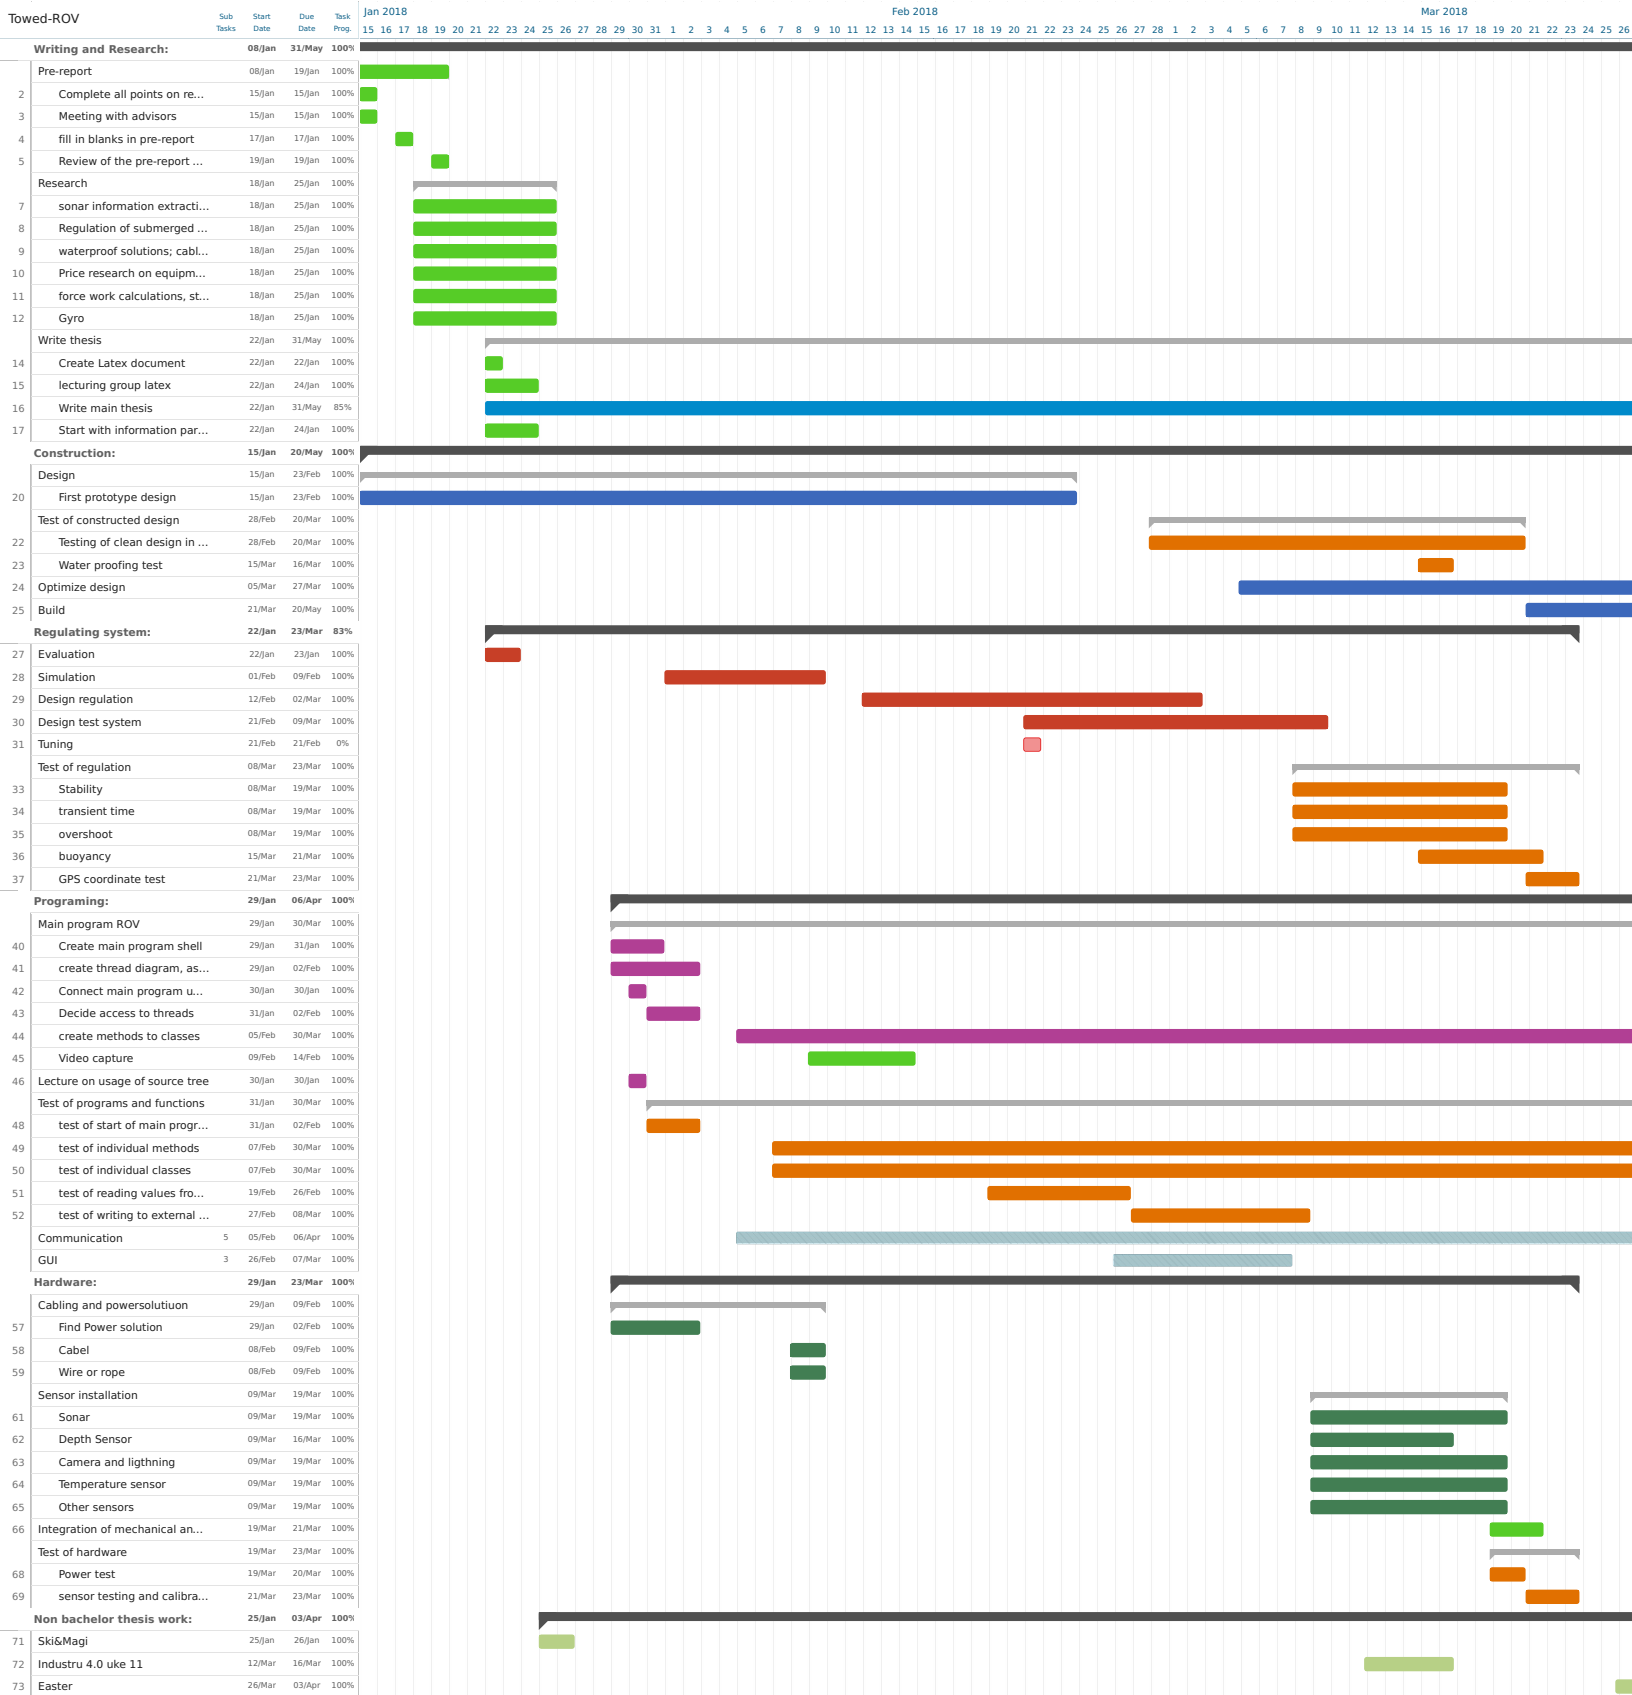 Jan 2018 Feb 2018 Mar 2018
Towed-ROV Sub Tasks Start Date Due Date Task Prog.
15 16 17 18 19 20 21 22 23 24 25 26 27 28 29 30 31 1 2 3 4 5 6 7 8 9 10 11 12 13 14 15 16 17 18 19 20 21 22 23 24 25 26 27 28 1 2 3 4 5 6 7 8 9 10 11 12 13 14 15 16 17 18 19 20 21 22 23 24 25 26
Writing and Research: 08/Jan 31/May 100%
Pre-report 08/Jan 19/Jan 100%
2 Complete all points on re... 15/Jan 15/Jan 100%
3 Meeting with advisors 15/Jan 15/Jan 100%
4 fill in blanks in pre-report 17/Jan 17/Jan 100%
5 Review of the pre-report ... 19/Jan 19/Jan 100%
Research 18/Jan 25/Jan 100%
7 sonar information extracti... 18/Jan 25/Jan 100%
8 Regulation of submerged ... 18/Jan 25/Jan 100%
9 waterproof solutions; cabl... 18/Jan 25/Jan 100%
10 Price research on equipm... 18/Jan 25/Jan 100%
11 force work calculations, st... 18/Jan 25/Jan 100%
12 Gyro 18/Jan 25/Jan 100%
Write thesis 22/Jan 31/May 100%
14 Create Latex document 22/Jan 22/Jan 100%
15 lecturing group latex 22/Jan 24/Jan 100%
16 Write main thesis 22/Jan 31/May 85%
17 Start with information par... 22/Jan 24/Jan 100%
Construction: 15/Jan 20/May 100%
Design 15/Jan 23/Feb 100%
20 First prototype design 15/Jan 23/Feb 100%
Test of constructed design 28/Feb 20/Mar 100%
22 Testing of clean design in ... 28/Feb 20/Mar 100%
23 Water proofing test 15/Mar 16/Mar 100%
24 Optimize design 05/Mar 27/Mar 100%
25 Build 21/Mar 20/May 100%
Regulating system: 22/Jan 23/Mar 83%
27 Evaluation 22/Jan 23/Jan 100%
28 Simulation 01/Feb 09/Feb 100%
29 Design regulation 12/Feb 02/Mar 100%
30 Design test system 21/Feb 09/Mar 100%
31 Tuning 21/Feb 21/Feb 0%
Test of regulation 08/Mar 23/Mar 100%
33 Stability 08/Mar 19/Mar 100%
34 transient time 08/Mar 19/Mar 100%
35 overshoot 08/Mar 19/Mar 100%
36 buoyancy 15/Mar 21/Mar 100%
37 GPS coordinate test 21/Mar 23/Mar 100%
Programing: 29/Jan 06/Apr 100%
Main program ROV 29/Jan 30/Mar 100%
40 Create main program shell 29/Jan 31/Jan 100%
41 create thread diagram, as... 29/Jan 02/Feb 100%
42 Connect main program u... 30/Jan 30/Jan 100%
43 Decide access to threads 31/Jan 02/Feb 100%
44 create methods to classes 05/Feb 30/Mar 100%
45 Video capture 09/Feb 14/Feb 100%
46 Lecture on usage of source tree 30/Jan 30/Jan 100%
Test of programs and functions 31/Jan 30/Mar 100%
48 test of start of main progr... 31/Jan 02/Feb 100%
49 test of individual methods 07/Feb 30/Mar 100%
50 test of individual classes 07/Feb 30/Mar 100%
51 test of reading values fro... 19/Feb 26/Feb 100%
52 test of writing to external ... 27/Feb 08/Mar 100%
Communication 5 05/Feb 06/Apr 100%
GUI 3 26/Feb 07/Mar 100%
Hardware: 29/Jan 23/Mar 100%
Cabling and powersolutiuon 29/Jan 09/Feb 100%
57 Find Power solution 29/Jan 02/Feb 100%
58 Cabel 08/Feb 09/Feb 100%
59 Wire or rope 08/Feb 09/Feb 100%
Sensor installation 09/Mar 19/Mar 100%
61 Sonar 09/Mar 19/Mar 100%
62 Depth Sensor 09/Mar 16/Mar 100%
63 Camera and ligthning 09/Mar 19/Mar 100%
64 Temperature sensor 09/Mar 19/Mar 100%
65 Other sensors 09/Mar 19/Mar 100%
66 Integration of mechanical an... 19/Mar 21/Mar 100%
Test of hardware 19/Mar 23/Mar 100%
68 Power test 19/Mar 20/Mar 100%
69 sensor testing and calibra... 21/Mar 23/Mar 100%
Non bachelor thesis work: 25/Jan 03/Apr 100%
71 Ski&Magi 25/Jan 26/Jan 100%
72 Industru 4.0 uke 11 12/Mar 16/Mar 100%
73 Easter 26/Mar 03/Apr 100%